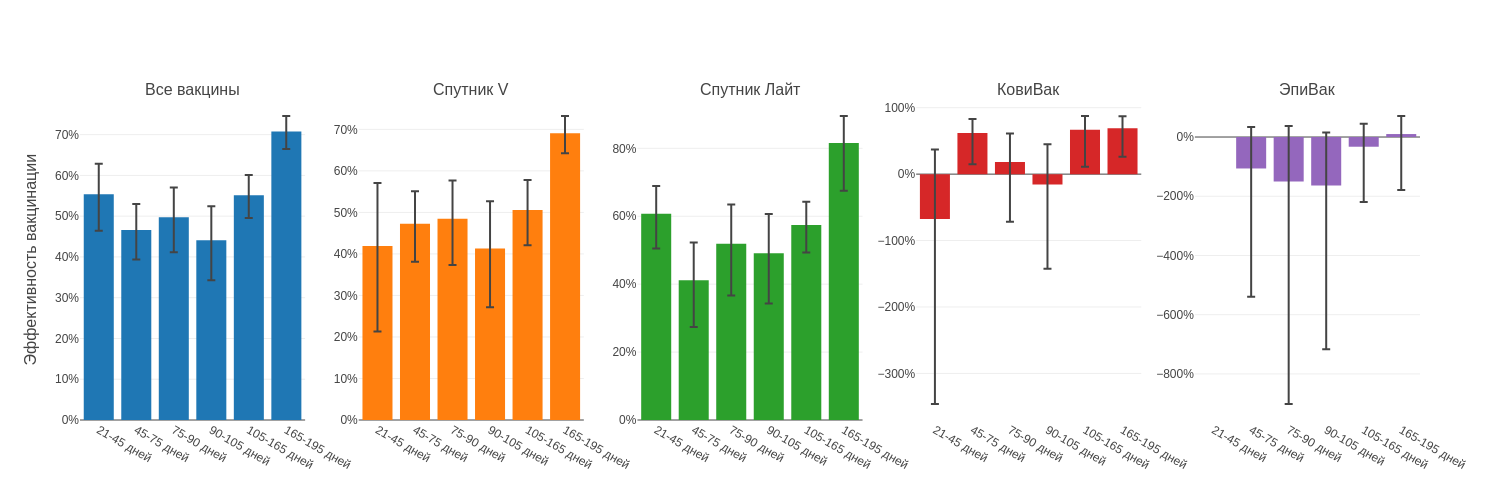 Все вакцины
Спутник V
Спутник Лайт
КовиВак
ЭпиВак
Эффективность вакцинации
70%
60%
50%
40%
30%
20%
10%
0%
21-45 дней
45-75 дней
75-90 дней
90-105 дней
105-165 дней
165-195 дней
70%
60%
50%
40%
30%
20%
10%
0%
21-45 дней
45-75 дней
75-90 дней
90-105 дней
105-165 дней
165-195 дней
80%
60%
40%
20%
0%
21-45 дней
45-75 дней
75-90 дней
90-105 дней
105-165 дней
165-195 дней
100%
0%
−100%
−200%
−300%
21-45 дней
45-75 дней
75-90 дней
90-105 дней
105-165 дней
165-195 дней
0%
−200%
−400%
−600%
−800%
21-45 дней
45-75 дней
75-90 дней
90-105 дней
105-165 дней
165-195 дней